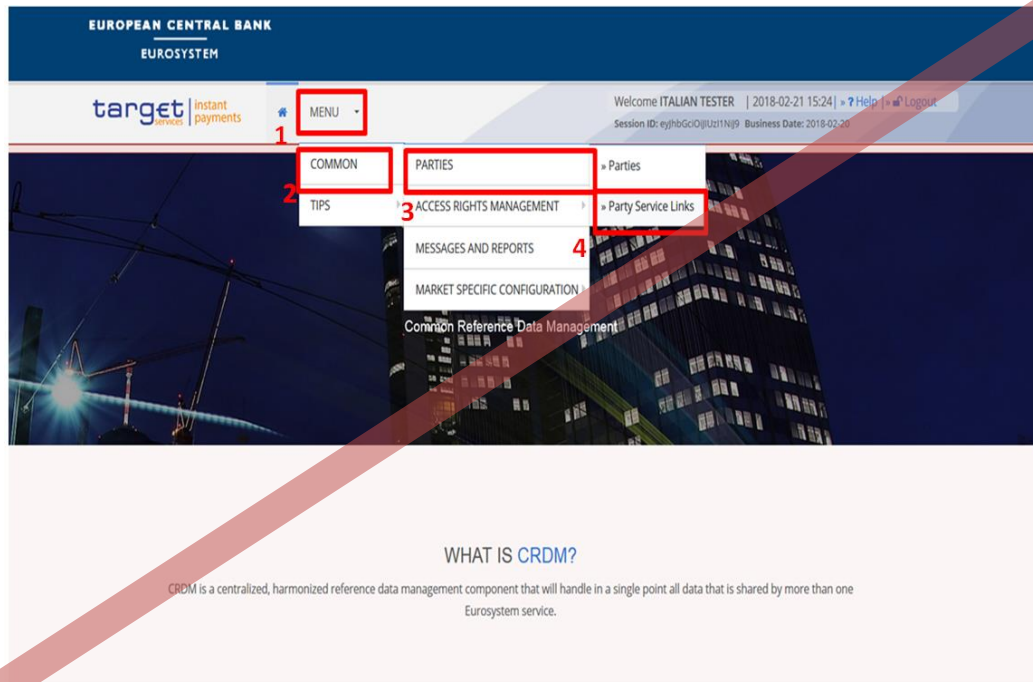 EUROPEAN CENTRAL BANK
EUROSYSTEM
target instant
services payments
MENU
Welcome ITALIAN TESTER | 2018-02-21 15:24 | » ? Help | » Logout
Session ID: Business Date: 2018-02-20
1
COMMON PARTIES » Parties
2 TIPS 3 ACCESS RIGHTS MANAGEMENT » Party Service Links
MESSAGES AND REPORTS 4
MARKET SPECIFIC CONFIGURATION
Common Reference Data Management
WHAT IS CRDM?
CRDM is a centralized, harmonized reference data management component that will handle in a single point all data that is shared by more than one
Eurosystem service.